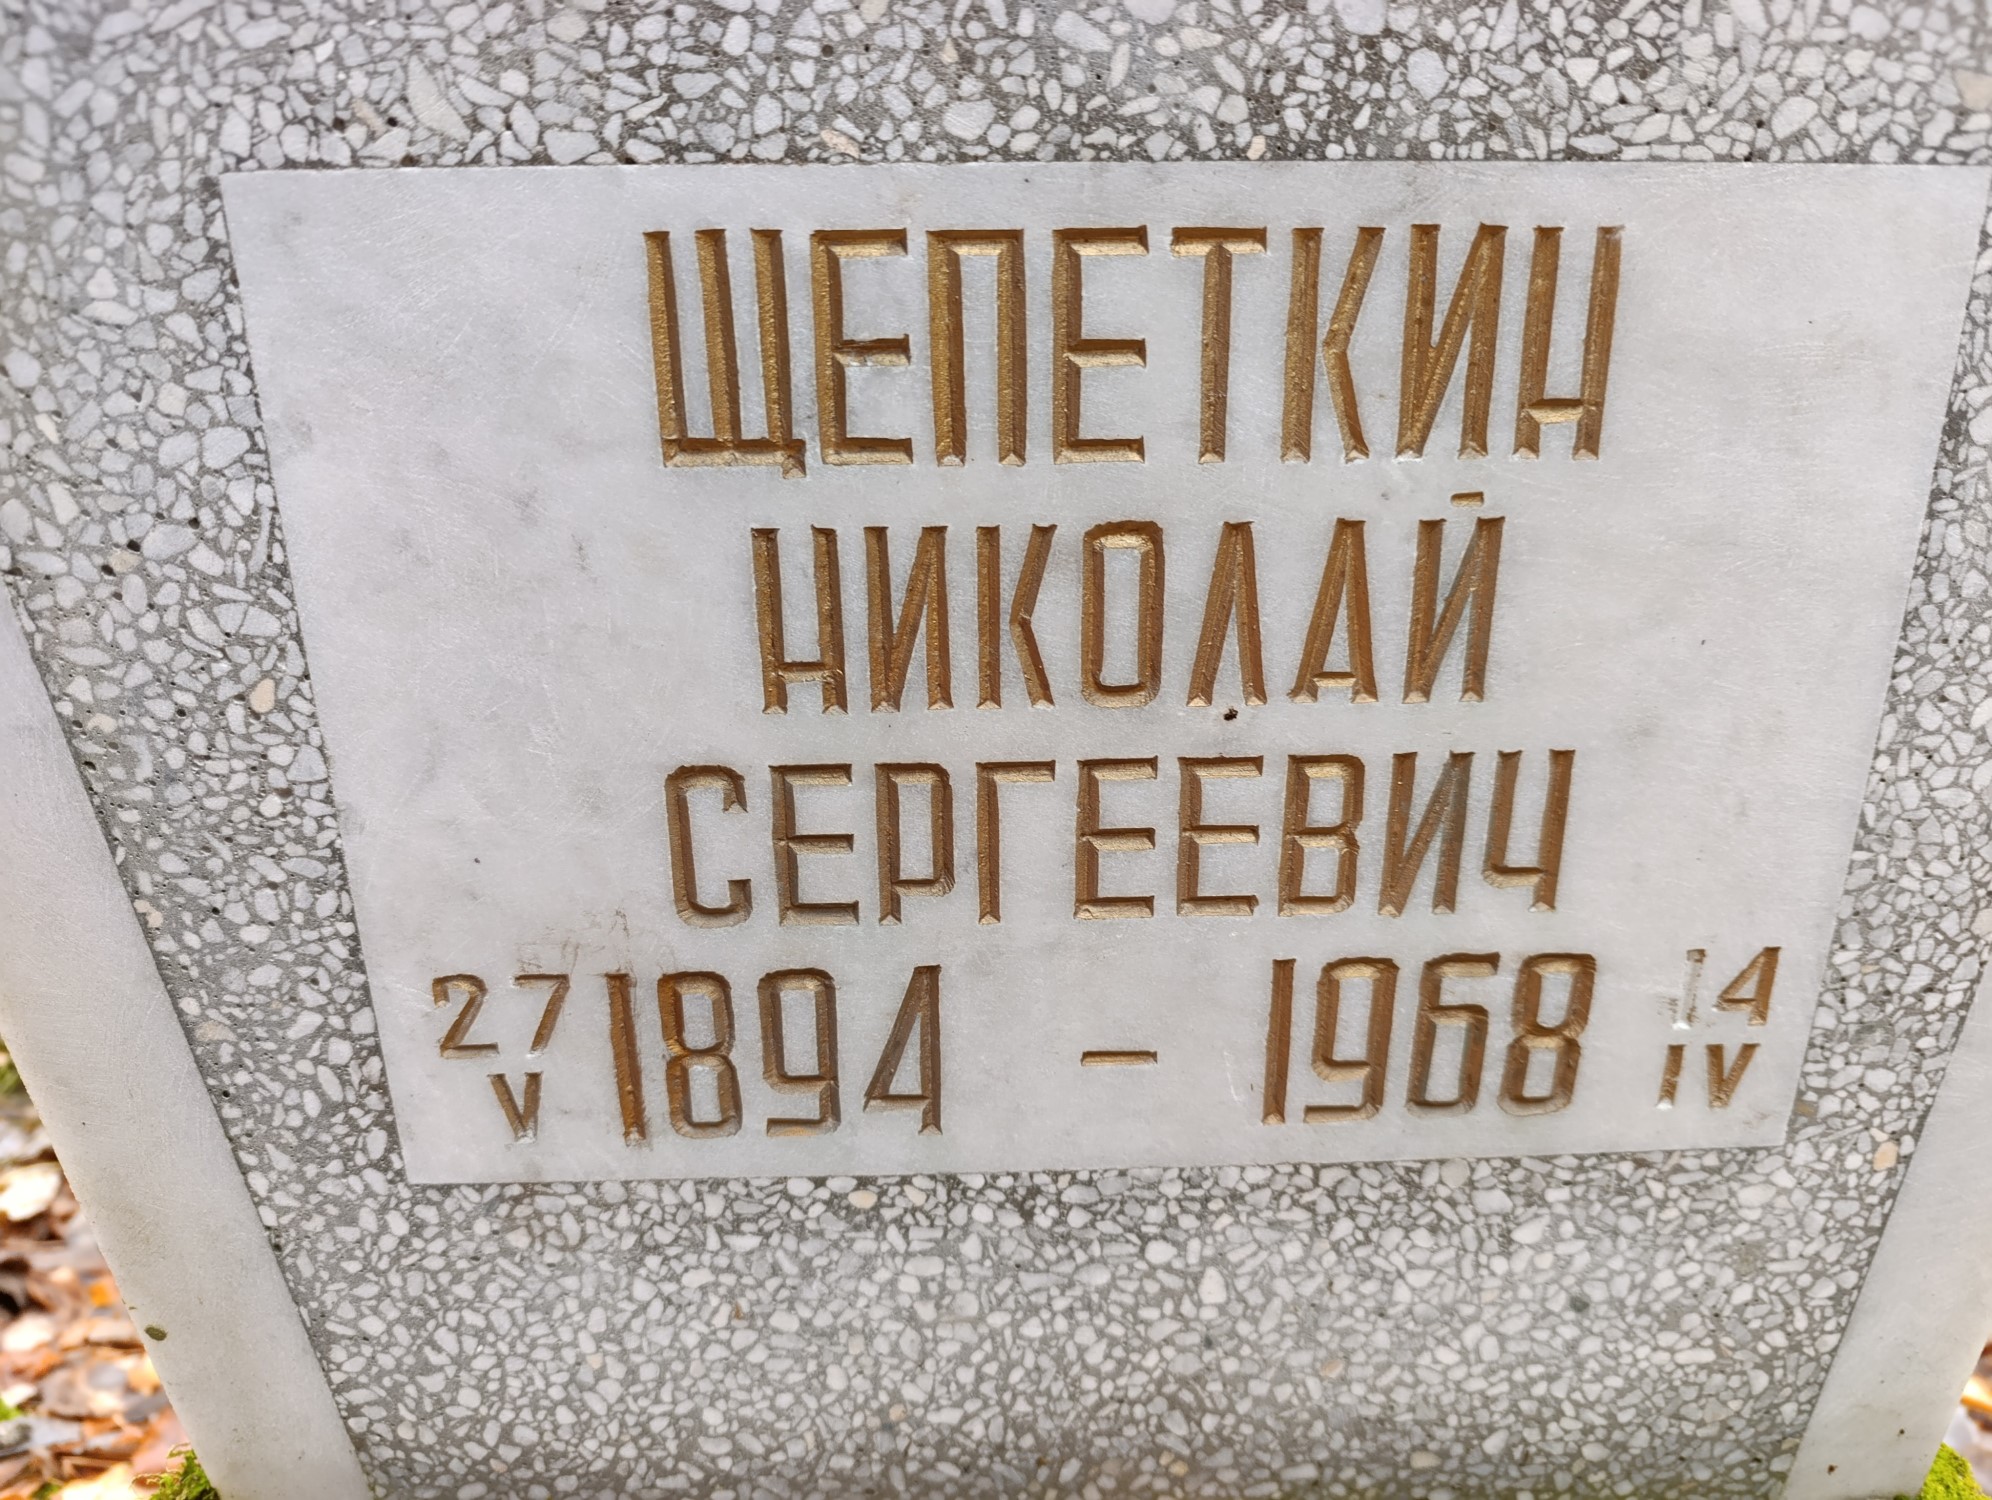 ЩЕПЕТКИН
НИКОЛАЙ
СЕРГЕЕВИЧ
27 1894 – 1968 14
V IV